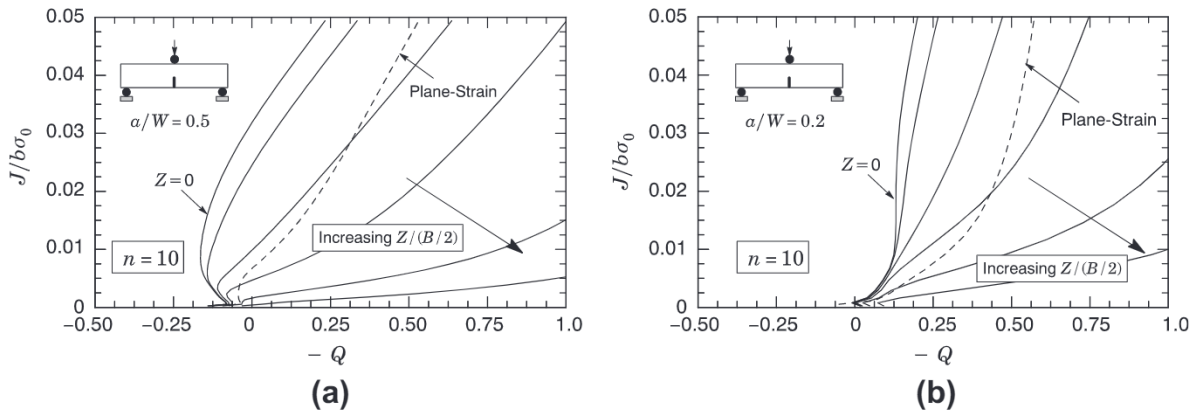 0.05
0.04
0.03
0.02
0.01
0
J/bσ₀
a/W = 0.5
Z = 0
n = 10
Plane-Strain
Increasing Z/(B/2)
−0.50
−0.25
0
0.25
0.50
0.75
1.0
− Q
(a)
0.05
0.04
0.03
0.02
0.01
0
J/bσ₀
a/W = 0.2
Z = 0
n = 10
Plane-Strain
Increasing Z/(B/2)
−0.50
−0.25
0
0.25
0.50
0.75
1.0
− Q
(b)